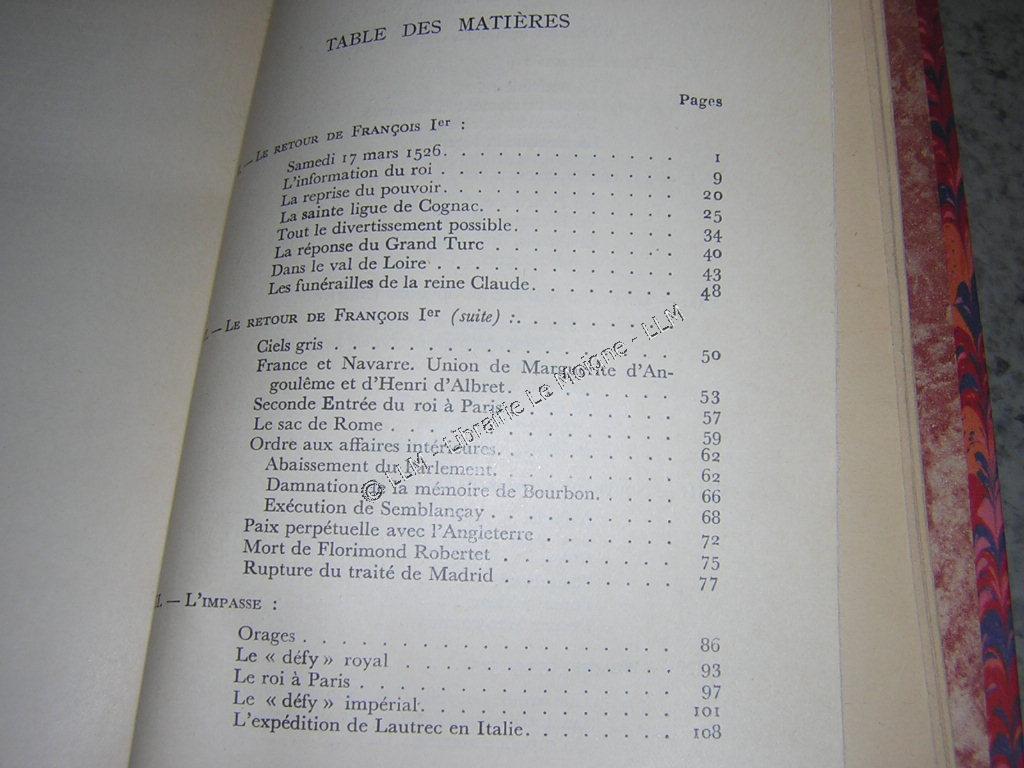 TABLE DES MATIÈRES
Pages
— LE RETOUR DE FRANÇOIS Ier :
Samedi 17 mars 1526. . . . . . . . . . . . . 1
L'information du roi . . . . . . . . . . . . . 9
La reprise du pouvoir. . . . . . . . . . . . . 20
La sainte ligue de Cognac. . . . . . . . . . . 25
Tout le divertissement possible. . . . . . . . . 34
La réponse du Grand Turc . . . . . . . . . . 40
Dans le val de Loire . . . . . . . . . . . . . 43
Les funérailles de la reine Claude. . . . . . . . 48
— LE RETOUR DE FRANÇOIS Ier (suite) :. . . . . . . .
Ciels gris . . . . . . . . . . . . . . . . . 50
France et Navarre. Union de Marguerite d'An-
goulême et d'Henri d'Albret. . . . . . . . . 53
Seconde Entrée du roi à Paris . . . . . . . . . 57
Le sac de Rome . . . . . . . . . . . . . . . 59
Ordre aux affaires intérieures. . . . . . . . . . 62
Abaissement du Parlement. . . . . . . . . . 62
Damnation de la mémoire de Bourbon. . . . . 66
Exécution de Semblançay . . . . . . . . . . 68
Paix perpétuelle avec l'Angleterre . . . . . . . 72
Mort de Florimond Robertet . . . . . . . . . 75
Rupture du traité de Madrid . . . . . . . . . 77
I. — L'IMPASSE :
Orages . . . . . . . . . . . . . . . . . . . 86
Le « défy » royal . . . . . . . . . . . . . . 93
Le roi à Paris . . . . . . . . . . . . . . . . 97
Le « défy » impérial. . . . . . . . . . . . . . 101
L'expédition de Lautrec en Italie. . . . . . . . . 108
© LLM - Librairie Le Moigne - LLM